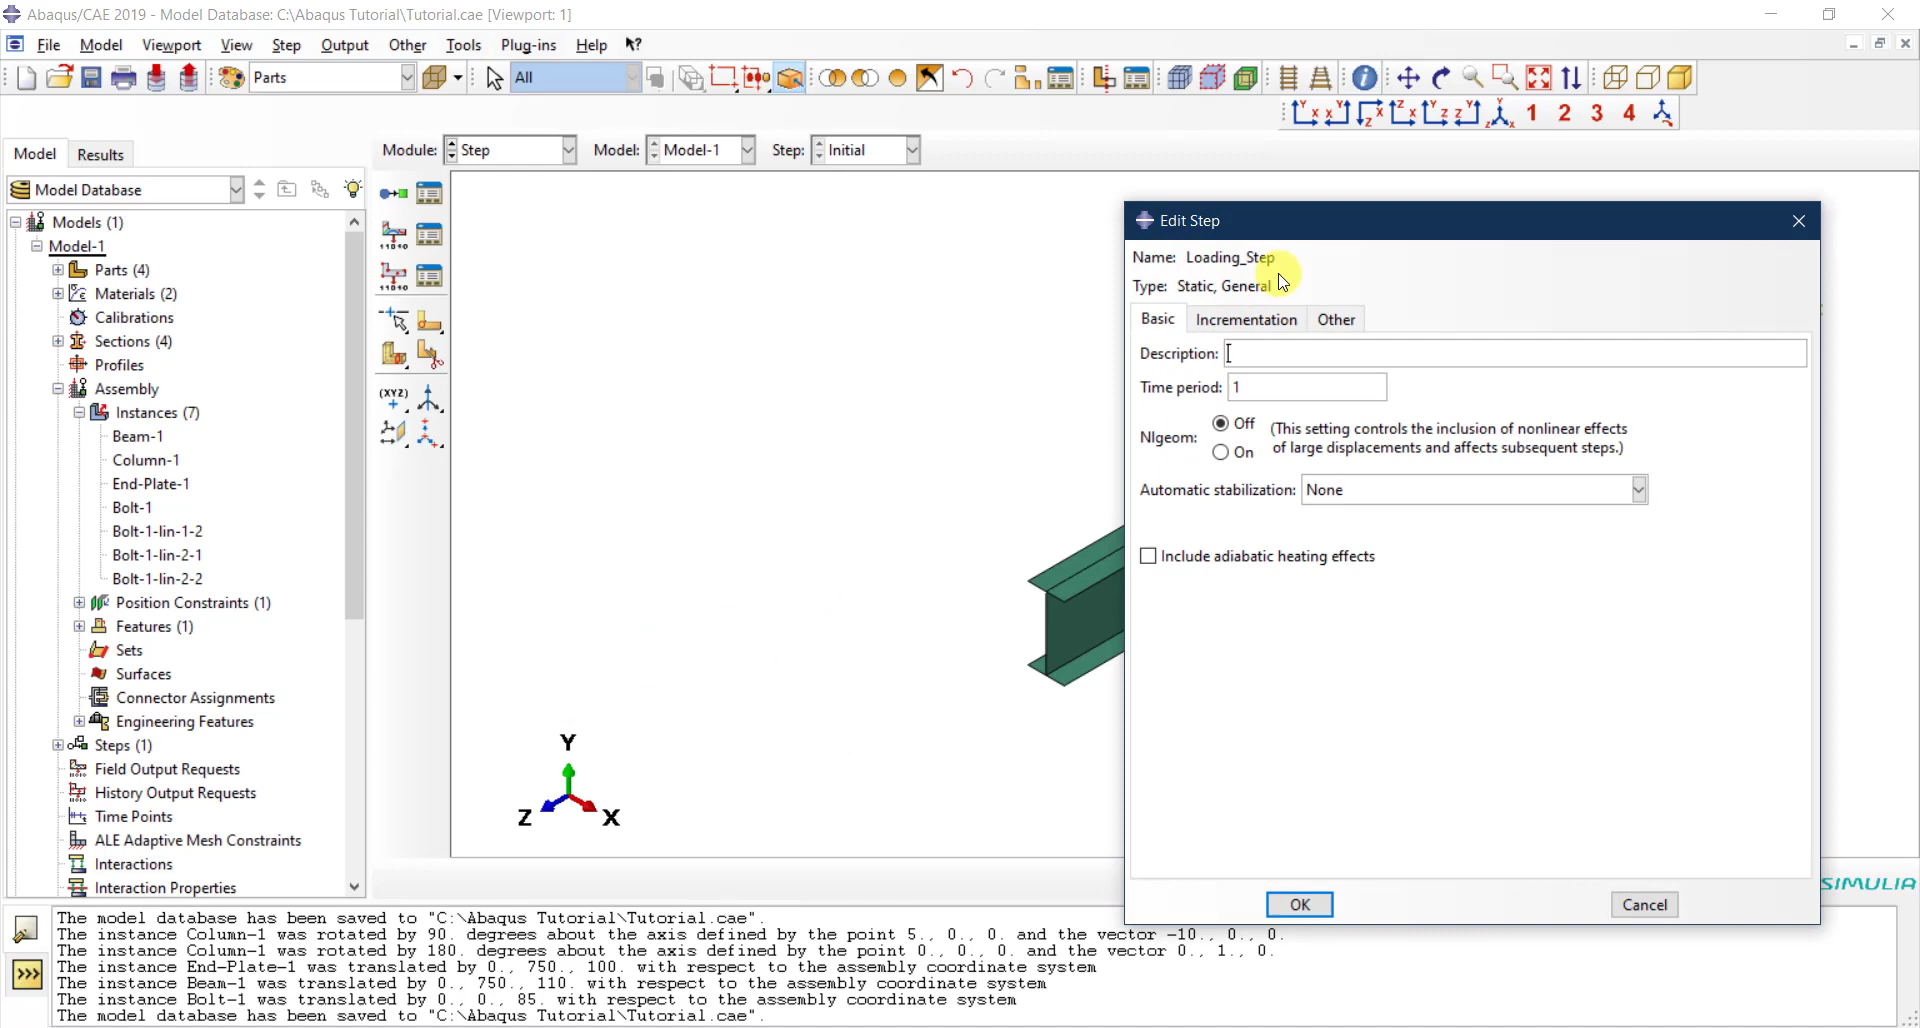 Abaqus/CAE 2019 - Model Database: C:\Abaqus Tutorial\Tutorial.cae [Viewport: 1]
File Model Viewport View Step Output Other Tools Plug-ins Help
Parts All
1 2 3 4
Model Results
Module: Step Model: Model-1 Step: Initial
Model Database
Models (1)
Model-1
Parts (4)
Materials (2)
Calibrations
Sections (4)
Profiles
Assembly
Instances (7)
Beam-1
Column-1
End-Plate-1
Bolt-1
Bolt-1-lin-1-2
Bolt-1-lin-2-1
Bolt-1-lin-2-2
Position Constraints (1)
Features (1)
Sets
Surfaces
Connector Assignments
Engineering Features
Steps (1)
Field Output Requests
History Output Requests
Time Points
ALE Adaptive Mesh Constraints
Interactions
Interaction Properties
(XYZ)
Y
Z X
Edit Step
Name: Loading_Step
Type: Static, General
Basic Incrementation Other
Description:
Time period: 1
Nlgeom:
Off
On
(This setting controls the inclusion of nonlinear effects
of large displacements and affects subsequent steps.)
Automatic stabilization: None
Include adiabatic heating effects
OK Cancel
SIMULIA
The model database has been saved to "C:\Abaqus Tutorial\Tutorial.cae".
The instance Column-1 was rotated by 90. degrees about the axis defined by the point 5., 0., 0. and the vector -10., 0., 0.
The instance Column-1 was rotated by 180. degrees about the axis defined by the point 0., 0., 0. and the vector 0., 1., 0.
The instance End-Plate-1 was translated by 0., 750., 100. with respect to the assembly coordinate system
The instance Beam-1 was translated by 0., 750., 110. with respect to the assembly coordinate system
The instance Bolt-1 was translated by 0., 0., 85. with respect to the assembly coordinate system
The model database has been saved to "C:\Abaqus Tutorial\Tutorial.cae".